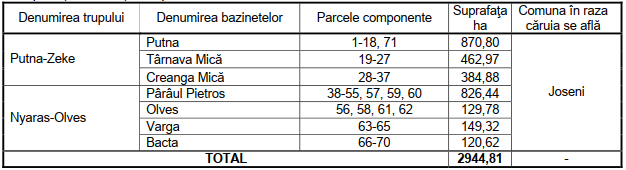 Denumirea trupului Denumirea bazinetelor Parcele componente Suprafaţa ha Comuna în raza căruia se află
Putna-Zeke Putna 1-18, 71 870,80 Joseni
Târnava Mică 19-27 462,97
Creanga Mică 28-37 384,88
Nyaras-Olves Pârâul Pietros 38-55, 57, 59, 60 826,44
Olves 56, 58, 61, 62 129,78
Varga 63-65 149,32
Bacta 66-70 120,62
TOTAL 2944,81 -